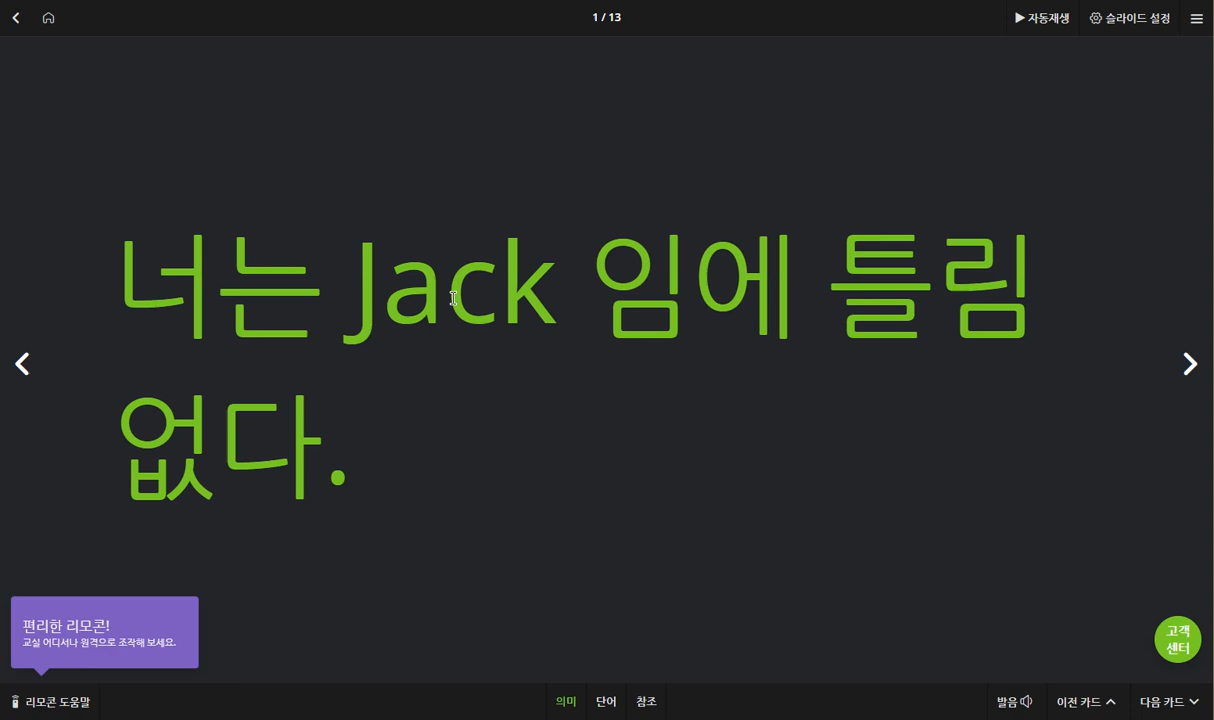 1 / 13
자동재생
슬라이드 설정
너는 Jack 임에 틀림
없다.
편리한 리모콘!
교실 어디서나 원격으로 조작해 보세요.
고객
센터
리모콘 도움말
의미
단어
참조
발음
이전 카드
다음 카드